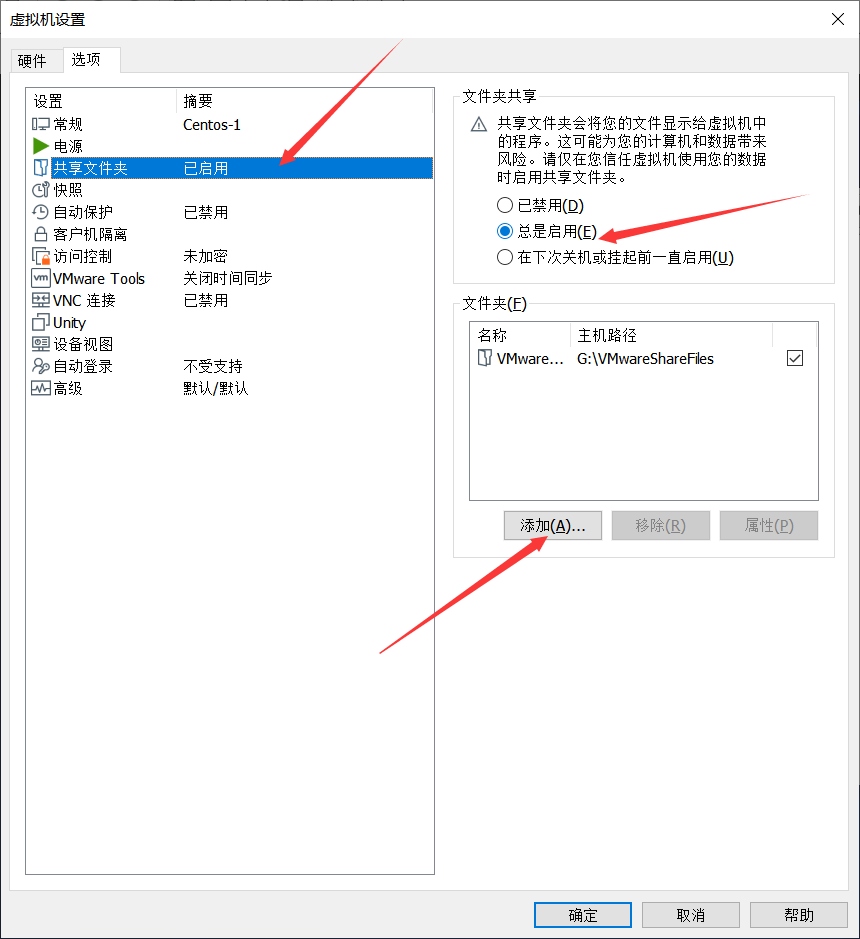 虚拟机设置
硬件 选项
设置 摘要
常规 Centos-1
电源
共享文件夹 已启用
快照
自动保护 已禁用
客户机隔离
访问控制 未加密
VMware Tools 关闭时间同步
VNC 连接 已禁用
Unity
设备视图
自动登录 不受支持
高级 默认/默认
文件夹共享
共享文件夹会将您的文件显示给虚拟机中
的程序。这可能为您的计算机和数据带来
风险。请仅在您信任虚拟机使用您的数据
时启用共享文件夹。
已禁用(D)
总是启用(E)
在下次关机或挂起前一直启用(U)
文件夹(F)
名称 主机路径
VMware... G:\VMwareShareFiles
添加(A)... 移除(R) 属性(P)
确定 取消 帮助